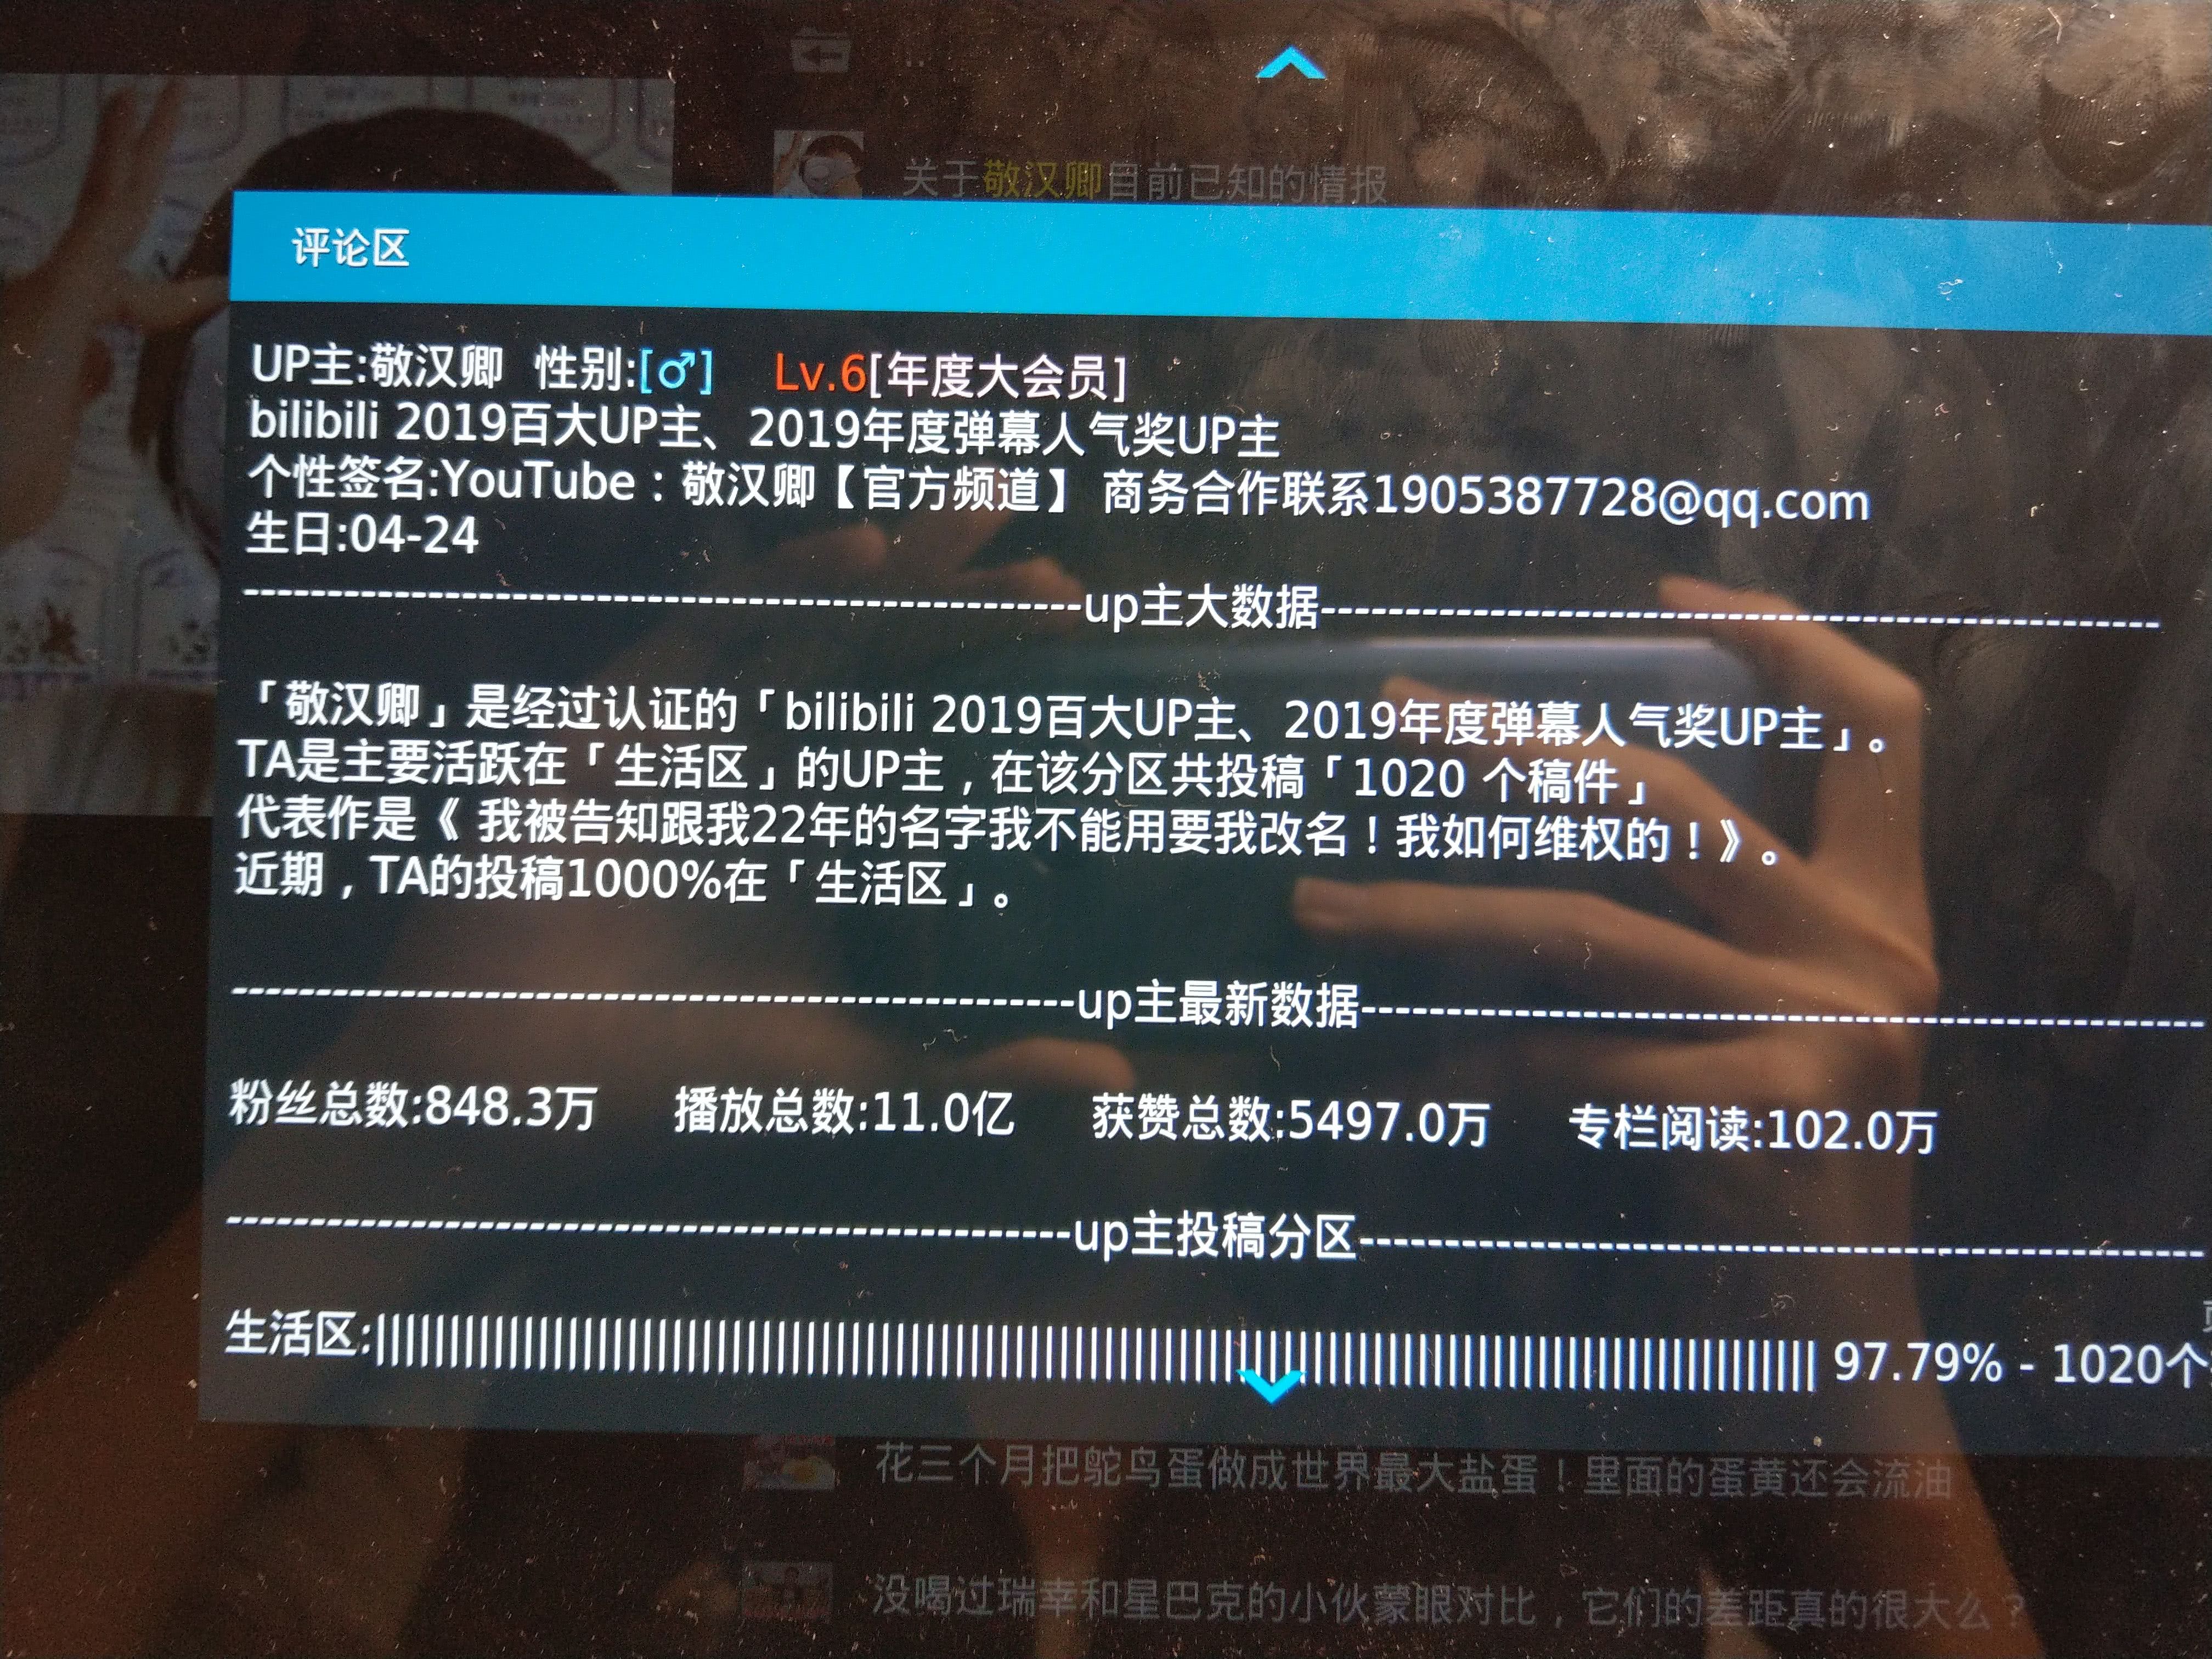 ..
关于敬汉卿目前已知的情报
评论区
UP主:敬汉卿 性别:[♂] Lv.6[年度大会员]
bilibili 2019百大UP主、2019年度弹幕人气奖UP主
个性签名:YouTube：敬汉卿【官方频道】 商务合作联系1905387728@qq.com
生日:04-24
---------------------------------------------up主大数据---------------------------------------------
「敬汉卿」是经过认证的「bilibili 2019百大UP主、2019年度弹幕人气奖UP主」。
TA是主要活跃在「生活区」的UP主，在该分区共投稿「1020 个稿件」
代表作是《 我被告知跟我22年的名字我不能用要我改名！我如何维权的！》。
近期，TA的投稿1000%在「生活区」。
---------------------------------------------up主最新数据---------------------------------------------
粉丝总数:848.3万 播放总数:11.0亿 获赞总数:5497.0万 专栏阅读:102.0万
---------------------------------------------up主投稿分区---------------------------------------------
生活区:||||||||||||||||||||||||||||||||||||||||||||||||||||||||||||||||||||||||||||||||||||||||||||||||| 97.79% - 1020个
花三个月把鸵鸟蛋做成世界最大盐蛋！里面的蛋黄还会流油
没喝过瑞幸和星巴克的小伙蒙眼对比，它们的差距真的很大么？